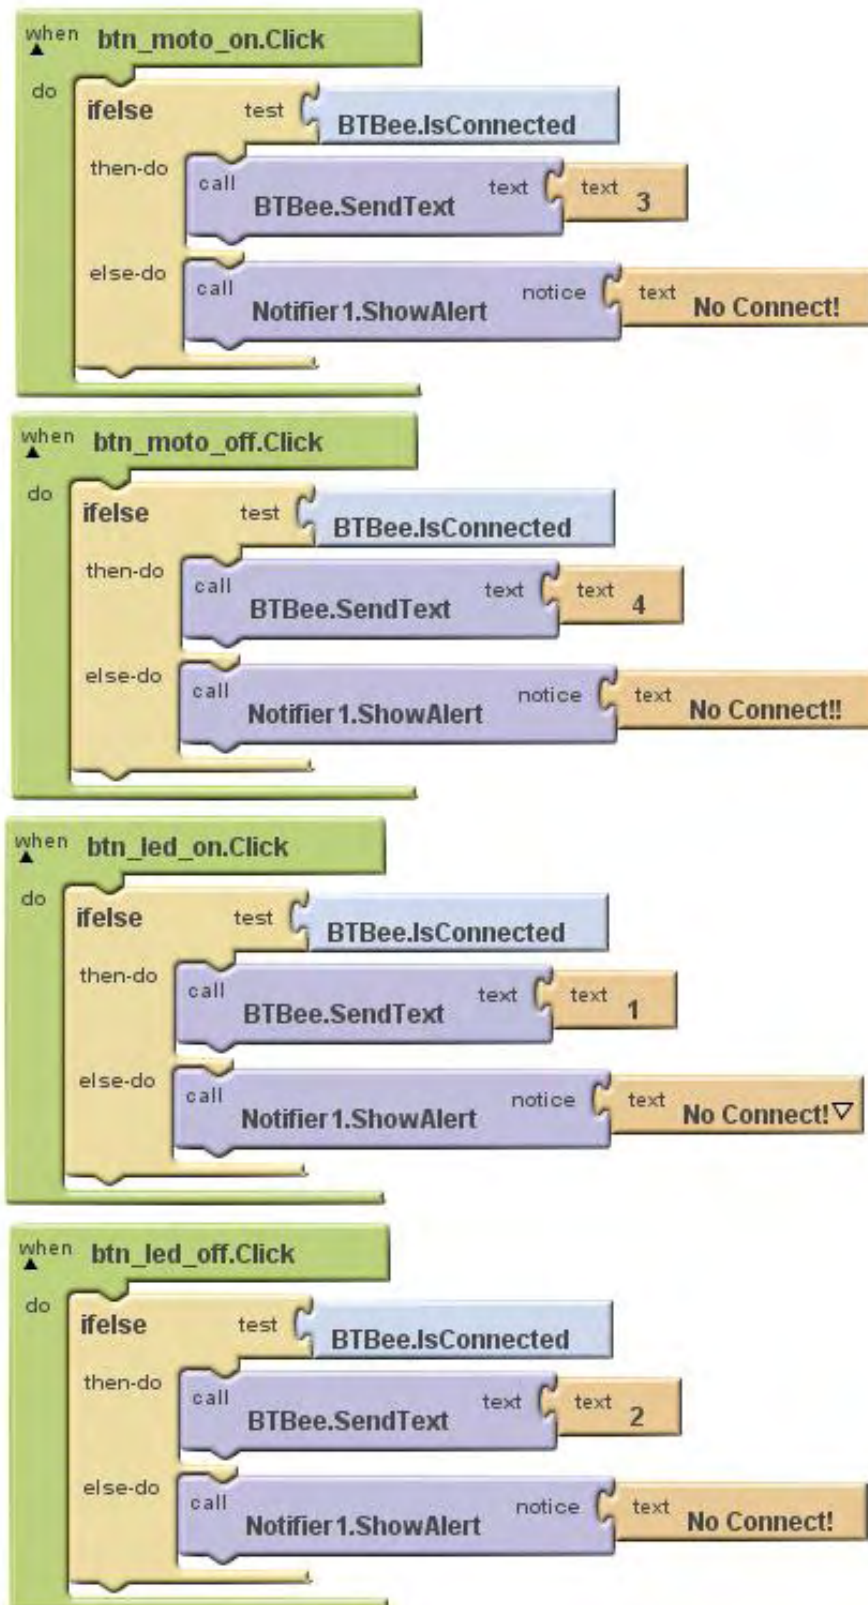 when btn_moto_on.Click
do ifelse test BTBee.IsConnected
then-do call BTBee.SendText text text 3
else-do call Notifier1.ShowAlert notice text No Connect!
when btn_moto_off.Click
do ifelse test BTBee.IsConnected
then-do call BTBee.SendText text text 4
else-do call Notifier1.ShowAlert notice text No Connect!!
when btn_led_on.Click
do ifelse test BTBee.IsConnected
then-do call BTBee.SendText text text 1
else-do call Notifier1.ShowAlert notice text No Connect!
when btn_led_off.Click
do ifelse test BTBee.IsConnected
then-do call BTBee.SendText text text 2
else-do call Notifier1.ShowAlert notice text No Connect!